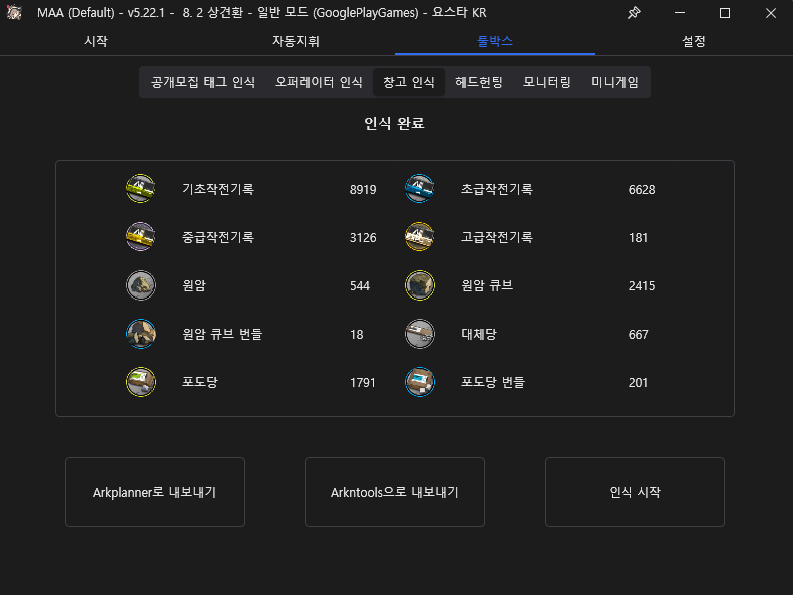 MAA (Default) - v5.22.1 - 8. 2 상견환 - 일반 모드 (GooglePlayGames) - 요스타 KR
시작 자동지휘 툴박스 설정
공개모집 태그 인식 오퍼레이터 인식 창고 인식 헤드헌팅 모니터링 미니게임
인식 완료
기초작전기록 8919 초급작전기록 6628
중급작전기록 3126 고급작전기록 181
원암 544 원암 큐브 2415
원암 큐브 번들 18 대체당 667
포도당 1791 포도당 번들 201
Arkplanner로 내보내기 Arkntools으로 내보내기 인식 시작